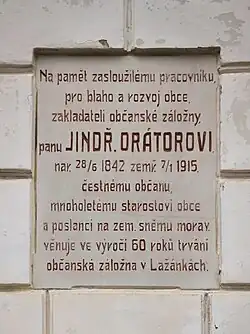 Na pamět zasloužilému pracovníku
pro blaho a rozvoj obce,
zakladateli občanské záložny,
panu JINDŘ. ORÁTOROVI,
nar. 28/6 1842 zemř. 7/1 1915,
čestnému občanu,
mnoholetému starostovi obce
a poslanci na zem. sněmu morav.
věnuje ve výročí 60 roků trvání
občanská záložna v Lažánkách.